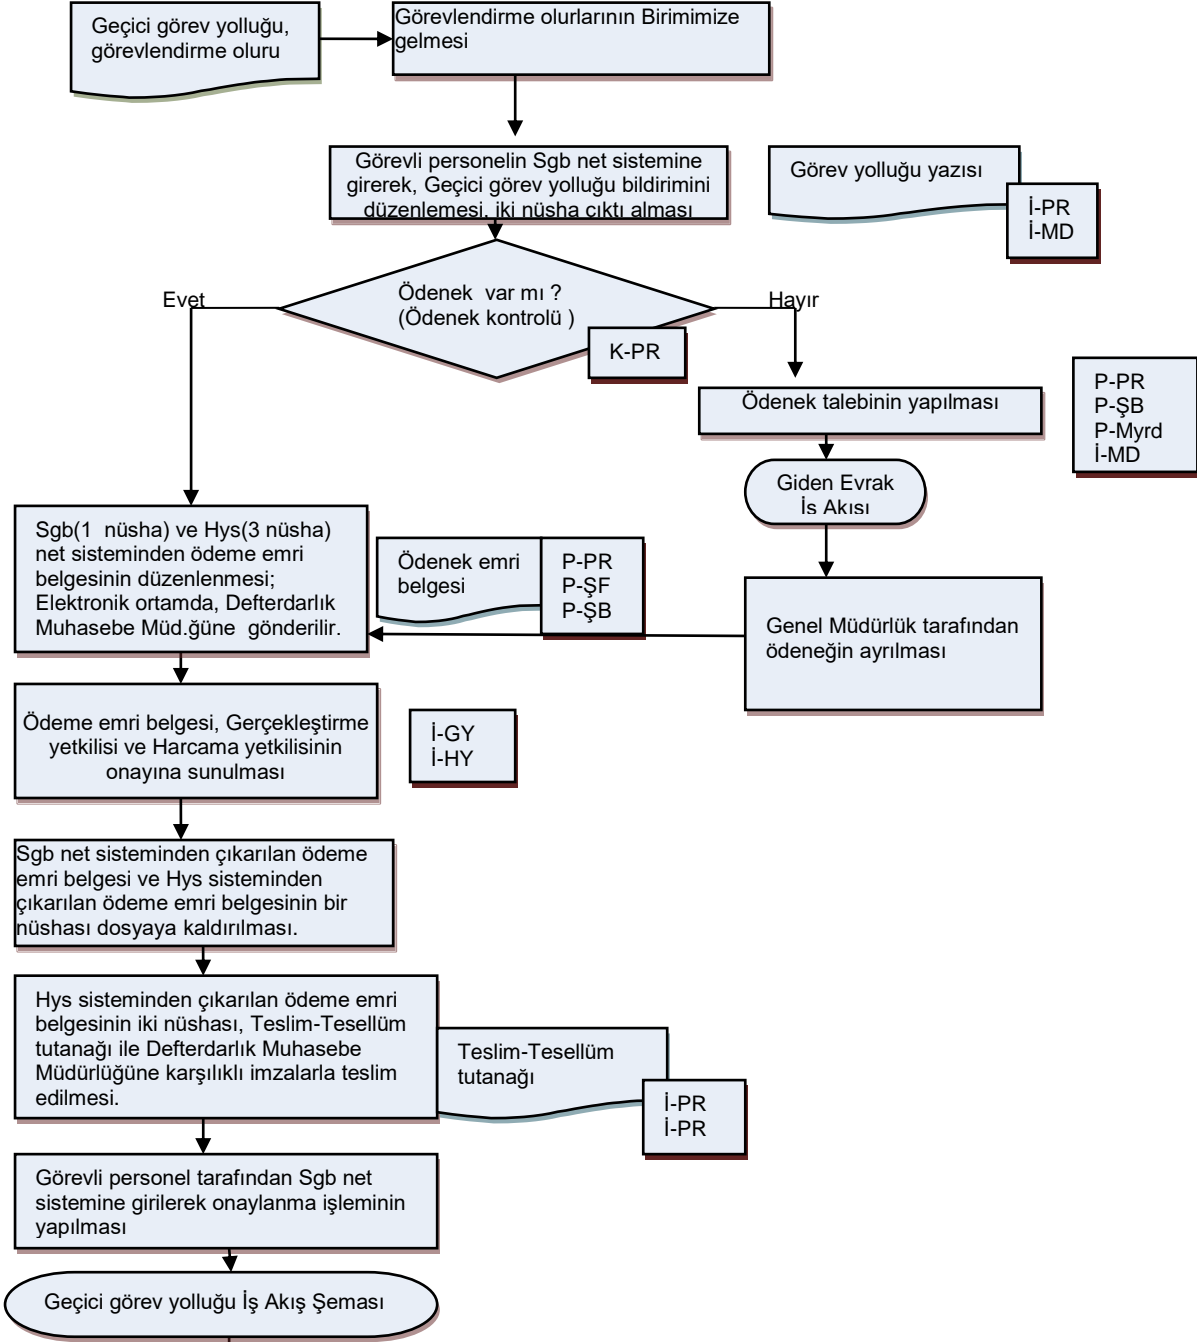 Geçici görev yolluğu,
görevlendirme oluru
Görevlendirme olurlarının Birimimize
gelmesi
Görevli personelin Sgb net sistemine
girerek, Geçici görev yolluğu bildirimini
düzenlemesi, iki nüsha çıktı alması
Görev yolluğu yazısı
İ-PR
İ-MD
Evet
Ödenek var mı ?
(Ödenek kontrolü )
Hayır
K-PR
Ödenek talebinin yapılması
P-PR
P-ŞB
P-Myrd
İ-MD
Giden Evrak
İş Akışı
Sgb(1 nüsha) ve Hys(3 nüsha)
net sisteminden ödeme emri
belgesinin düzenlenmesi;
Elektronik ortamda, Defterdarlık
Muhasebe Müd.ğüne gönderilir.
Ödenek emri
belgesi
P-PR
P-ŞF
P-ŞB
Genel Müdürlük tarafından
ödeneğin ayrılması
Ödeme emri belgesi, Gerçekleştirme
yetkilisi ve Harcama yetkilisinin
onayına sunulması
İ-GY
İ-HY
Sgb net sisteminden çıkarılan ödeme
emri belgesi ve Hys sisteminden
çıkarılan ödeme emri belgesinin bir
nüshası dosyaya kaldırılması.
Hys sisteminden çıkarılan ödeme emri
belgesinin iki nüshası, Teslim-Tesellüm
tutanağı ile Defterdarlık Muhasebe
Müdürlüğüne karşılıklı imzalarla teslim
edilmesi.
Teslim-Tesellüm
tutanağı
İ-PR
İ-PR
Görevli personel tarafından Sgb net
sistemine girilerek onaylanma işleminin
yapılması
Geçici görev yolluğu İş Akış Şeması